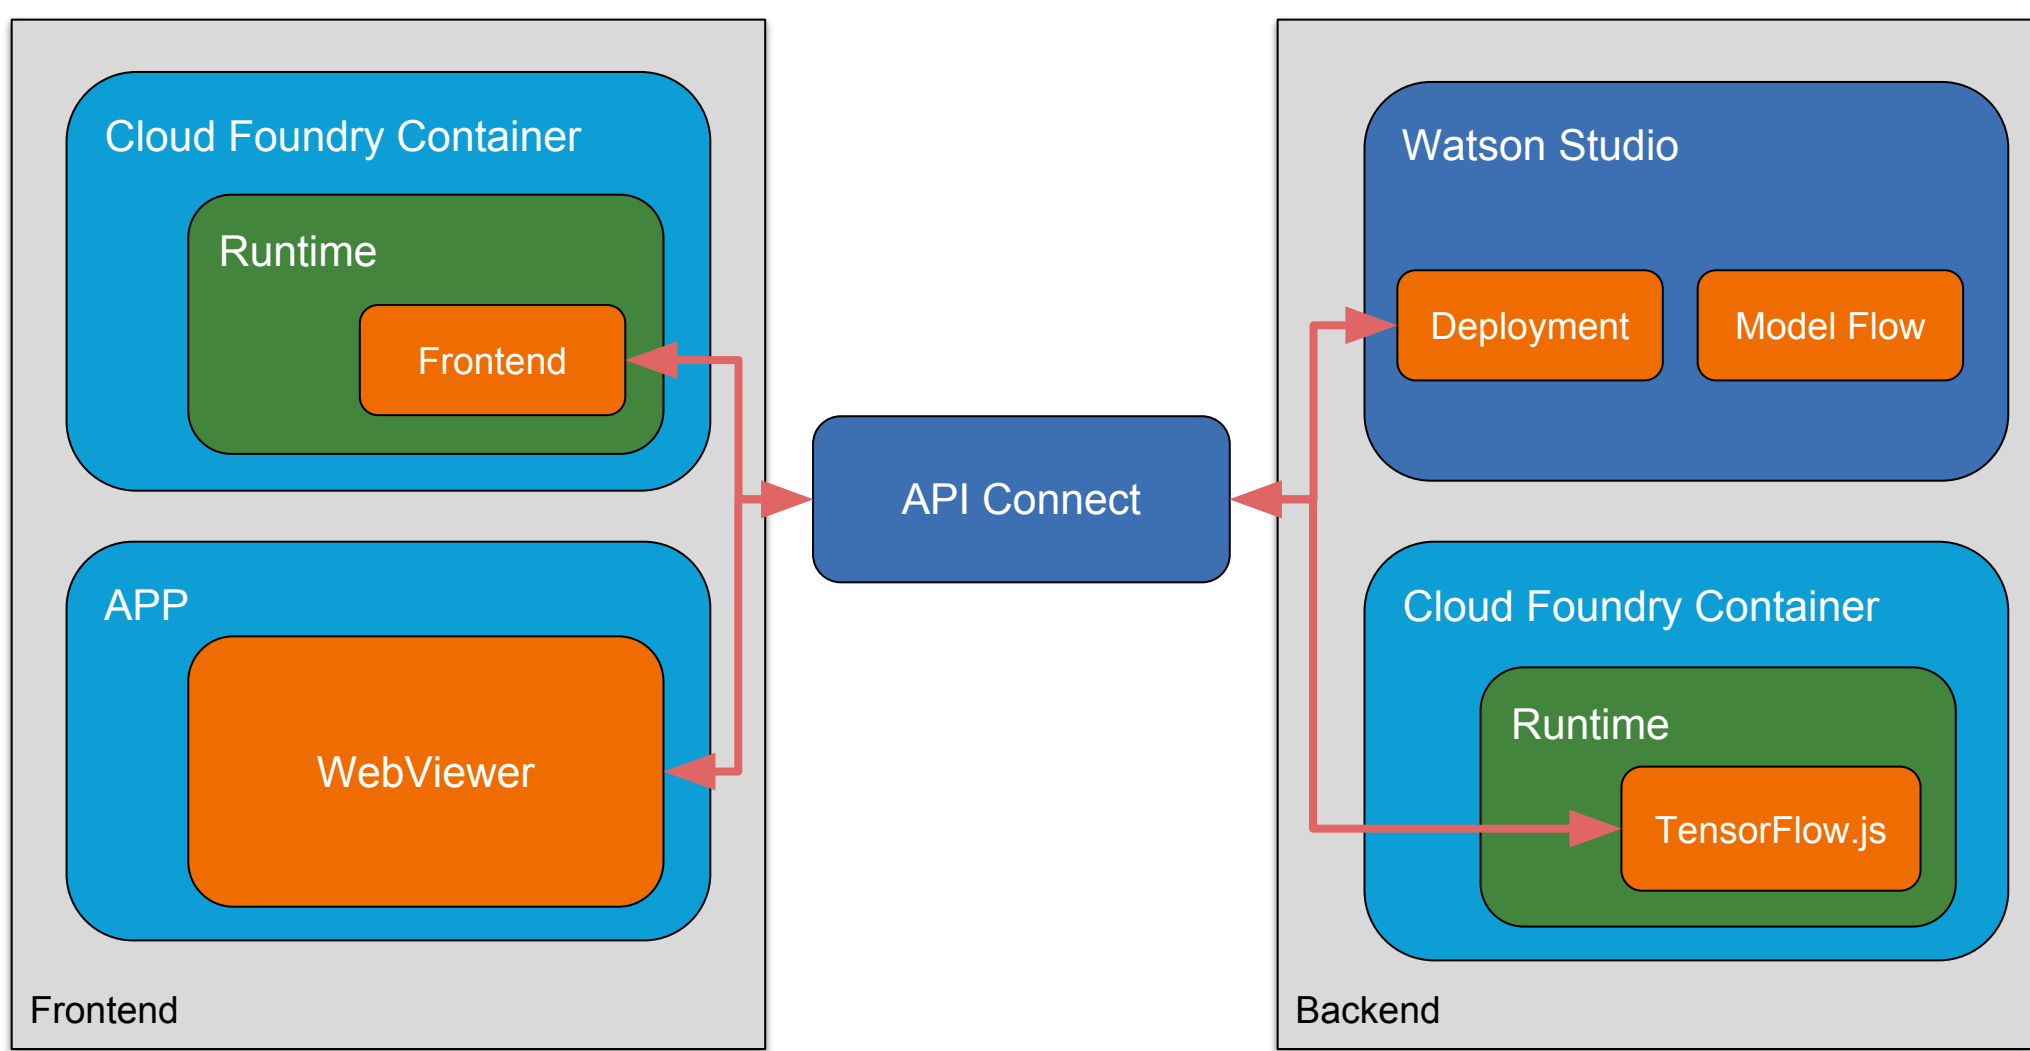 Cloud Foundry Container
Runtime
Frontend
APP
WebViewer
Frontend
API Connect
Watson Studio
Deployment
Model Flow
Cloud Foundry Container
Runtime
TensorFlow.js
Backend